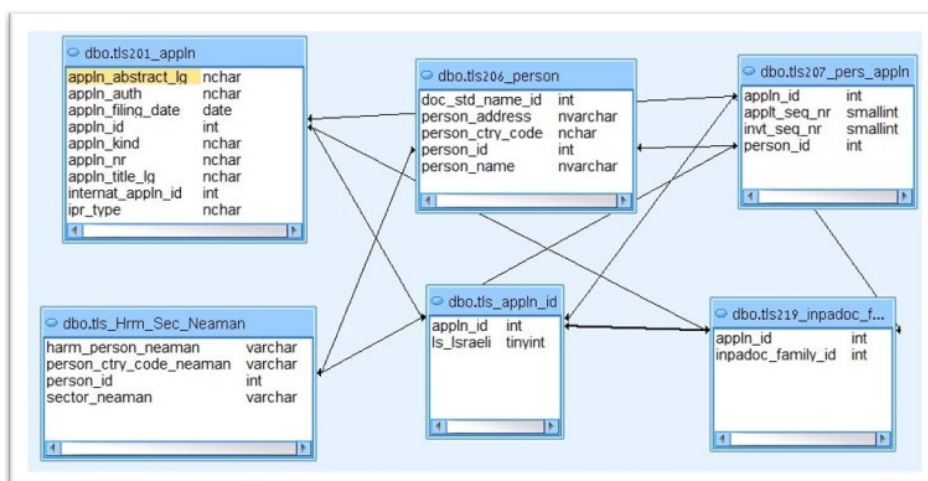 dbo.tls201_appln
appln_abstract_lg nchar
appln_auth nchar
appln_filing_date date
appln_id int
appln_kind nchar
appln_nr nchar
appln_title_lg nchar
internat_appln_id int
ipr_type nchar
dbo.tls206_person
doc_std_name_id int
person_address nvarchar
person_ctry_code nchar
person_id int
person_name nvarchar
dbo.tls207_pers_appln
appln_id int
applt_seq_nr smallint
invt_seq_nr smallint
person_id int
dbo.tls_Hrm_Sec_Neaman
harm_person_neaman varchar
person_ctry_code_neaman varchar
person_id int
sector_neaman varchar
dbo.tls_appln_id
appln_id int
Is_Israeli tinyint
dbo.tls219_inpadoc_f...
appln_id int
inpadoc_family_id int